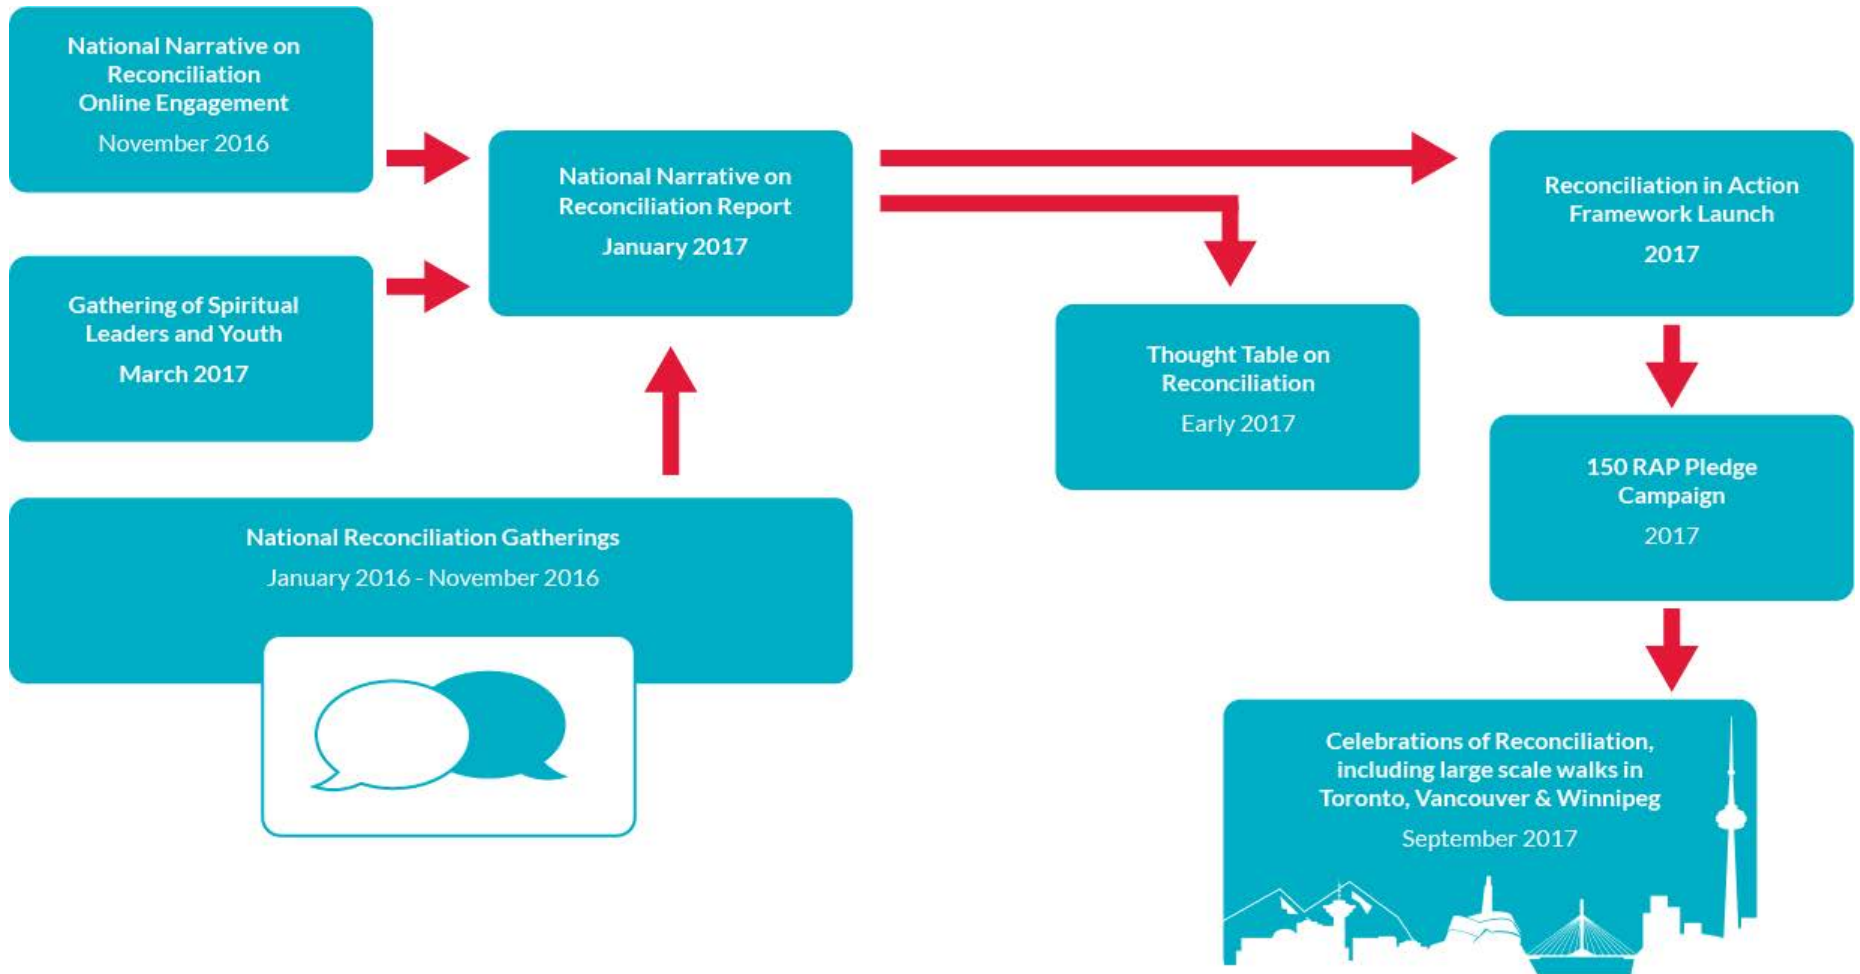 National Narrative on
Reconciliation
Online Engagement
November 2016
Gathering of Spiritual
Leaders and Youth
March 2017
National Reconciliation Gatherings
January 2016 - November 2016
National Narrative on
Reconciliation Report
January 2017
Thought Table on
Reconciliation
Early 2017
Reconciliation in Action
Framework Launch
2017
150 RAP Pledge
Campaign
2017
Celebrations of Reconciliation,
including large scale walks in
Toronto, Vancouver & Winnipeg
September 2017